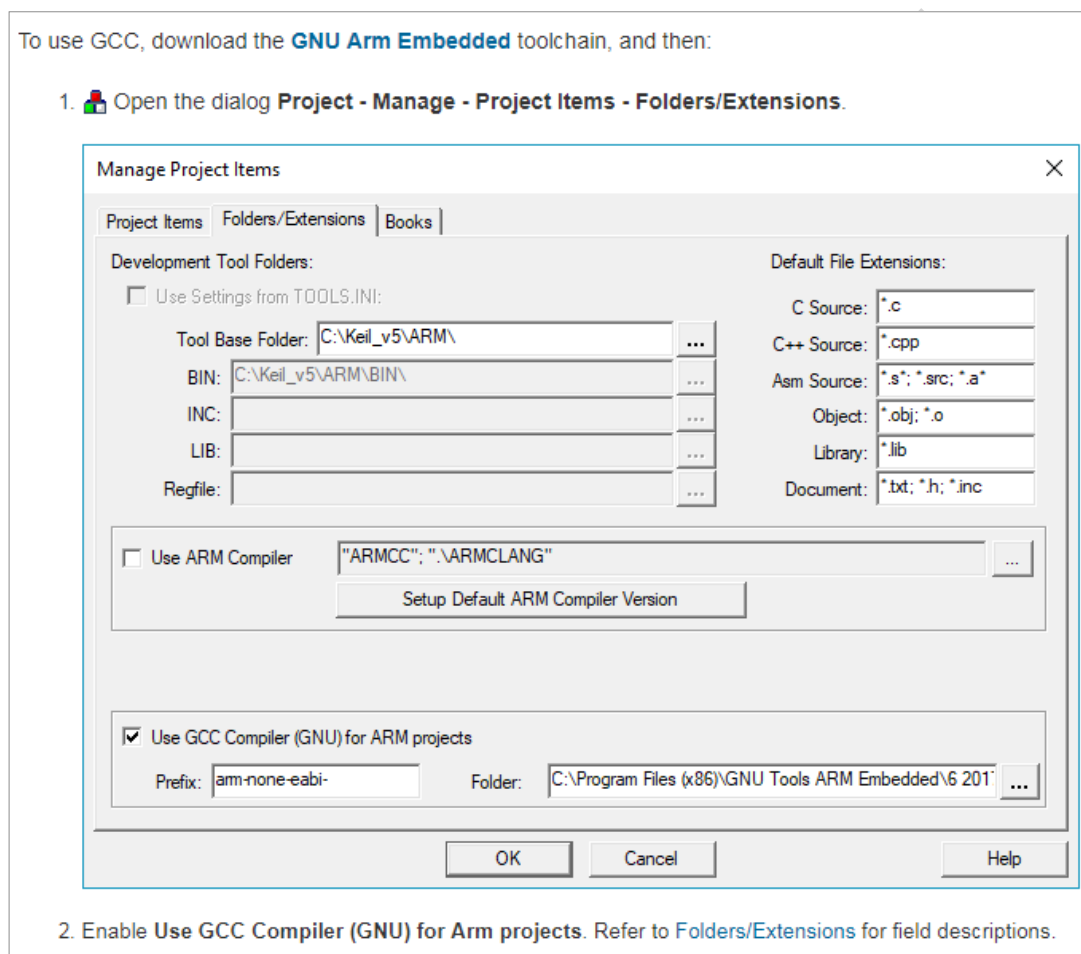 To use GCC, download the GNU Arm Embedded toolchain, and then:
1. Open the dialog Project - Manage - Project Items - Folders/Extensions.
Manage Project Items
Project Items Folders/Extensions Books
Development Tool Folders:
Default File Extensions:
Use Settings from TOOLS.INI:
Tool Base Folder: C:\Keil_v5\ARM\ ...
BIN: C:\Keil_v5\ARM\BIN\ ...
INC: ...
LIB: ...
Regfile: ...
C Source: *.c
C++ Source: *.cpp
Asm Source: *.s*; *.src; *.a*
Object: *.obj; *.o
Library: *.lib
Document: *.txt; *.h; *.inc
Use ARM Compiler "ARMCC"; ".\ARMCLANG" ...
Setup Default ARM Compiler Version
Use GCC Compiler (GNU) for ARM projects
Prefix: arm-none-eabi- Folder: C:\Program Files (x86)\GNU Tools ARM Embedded\6 201 ...
OK Cancel Help
2. Enable Use GCC Compiler (GNU) for Arm projects. Refer to Folders/Extensions for field descriptions.